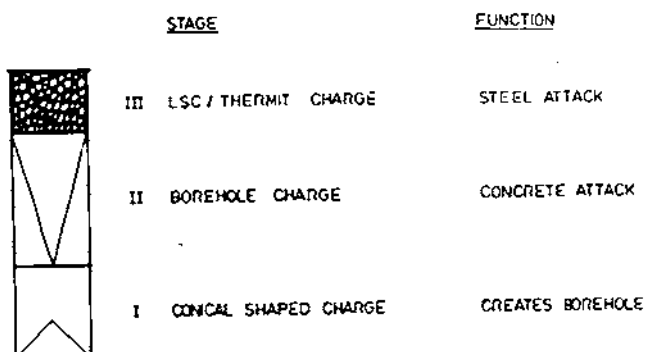 STAGE FUNCTION
III LSC / THERMIT CHARGE STEEL ATTACK
II BOREHOLE CHARGE CONCRETE ATTACK
I CONICAL SHAPED CHARGE CREATES BOREHOLE